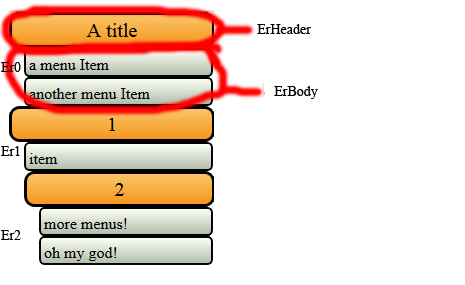 A title
ErHeader
Er0
a menu Item
another menu Item
ErBody
1
Er1
item
2
Er2
more menus!
oh my god!